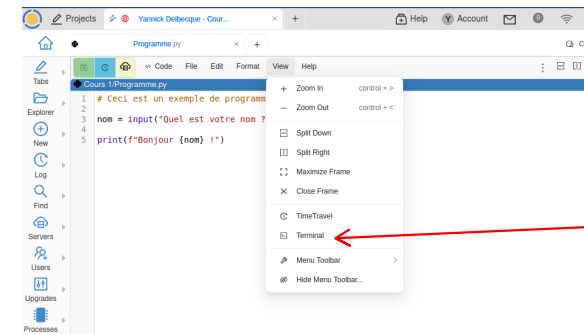 Projects
Yannick Delbecque - Cour... × +
Help
Y Account
0
Programme.py × +
Code File Edit Format View Help
Cours 1/Programme.py
Tabs
Explorer
New
Log
Find
Servers
Users
Upgrades
Processes
1 # Ceci est un exemple de programm
2
3 nom = input("Quel est votre nom ?
4
5 print(f"Bonjour {nom} !")
Zoom In control + >
Zoom Out control + <
Split Down
Split Right
Maximize Frame
Close Frame
TimeTravel
Terminal
Menu Toolbar
Hide Menu Toolbar...